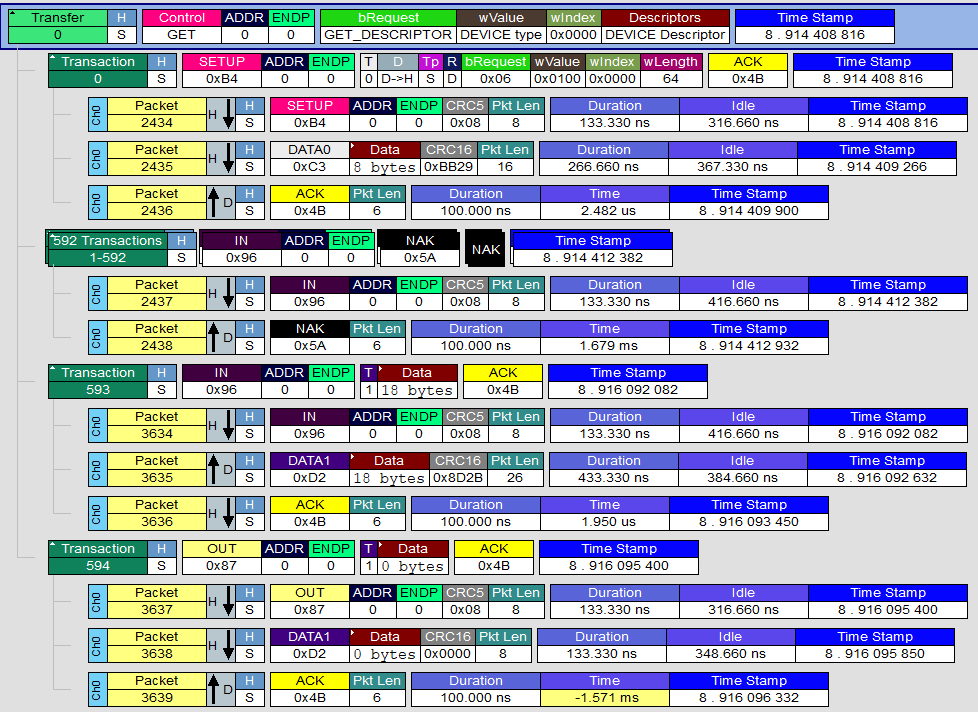 Transfer H Control ADDR ENDP bRequest wValue wIndex Descriptors Time Stamp
0 S GET 0 0 GET_DESCRIPTOR DEVICE type 0x0000 DEVICE Descriptor 8 . 914 408 816
Transaction H SETUP ADDR ENDP T D Tp R bRequest wValue wIndex wLength ACK Time Stamp
0 S 0xB4 0 0 0 D->H S D 0x06 0x0100 0x0000 64 0x4B 8 . 914 408 816
Ch0 Packet H H SETUP ADDR ENDP CRC5 Pkt Len Duration Idle Time Stamp
2434 S 0xB4 0 0 0x08 8 133.330 ns 316.660 ns 8 . 914 408 816
Ch0 Packet H H DATA0 Data CRC16 Pkt Len Duration Idle Time Stamp
2435 S 0xC3 8 bytes 0xBB29 16 266.660 ns 367.330 ns 8 . 914 409 266
Ch0 Packet D H ACK Pkt Len Duration Time Time Stamp
2436 S 0x4B 6 100.000 ns 2.482 us 8 . 914 409 900
592 Transactions H IN ADDR ENDP NAK NAK Time Stamp
1-592 S 0x96 0 0 0x5A 8 . 914 412 382
Ch0 Packet H H IN ADDR ENDP CRC5 Pkt Len Duration Idle Time Stamp
2437 S 0x96 0 0 0x08 8 133.330 ns 416.660 ns 8 . 914 412 382
Ch0 Packet D H NAK Pkt Len Duration Time Time Stamp
2438 S 0x5A 6 100.000 ns 1.679 ms 8 . 914 412 932
Transaction H IN ADDR ENDP T Data ACK Time Stamp
593 S 0x96 0 0 1 18 bytes 0x4B 8 . 916 092 082
Ch0 Packet H H IN ADDR ENDP CRC5 Pkt Len Duration Idle Time Stamp
3634 S 0x96 0 0 0x08 8 133.330 ns 416.660 ns 8 . 916 092 082
Ch0 Packet D H DATA1 Data CRC16 Pkt Len Duration Idle Time Stamp
3635 S 0xD2 18 bytes 0x8D2B 26 433.330 ns 384.660 ns 8 . 916 092 632
Ch0 Packet H H ACK Pkt Len Duration Time Time Stamp
3636 S 0x4B 6 100.000 ns 1.950 us 8 . 916 093 450
Transaction H OUT ADDR ENDP T Data ACK Time Stamp
594 S 0x87 0 0 1 0 bytes 0x4B 8 . 916 095 400
Ch0 Packet H H OUT ADDR ENDP CRC5 Pkt Len Duration Idle Time Stamp
3637 S 0x87 0 0 0x08 8 133.330 ns 316.660 ns 8 . 916 095 400
Ch0 Packet H H DATA1 Data CRC16 Pkt Len Duration Idle Time Stamp
3638 S 0xD2 0 bytes 0x0000 8 133.330 ns 348.660 ns 8 . 916 095 850
Ch0 Packet D H ACK Pkt Len Duration Time Time Stamp
3639 S 0x4B 6 100.000 ns -1.571 ms 8 . 916 096 332